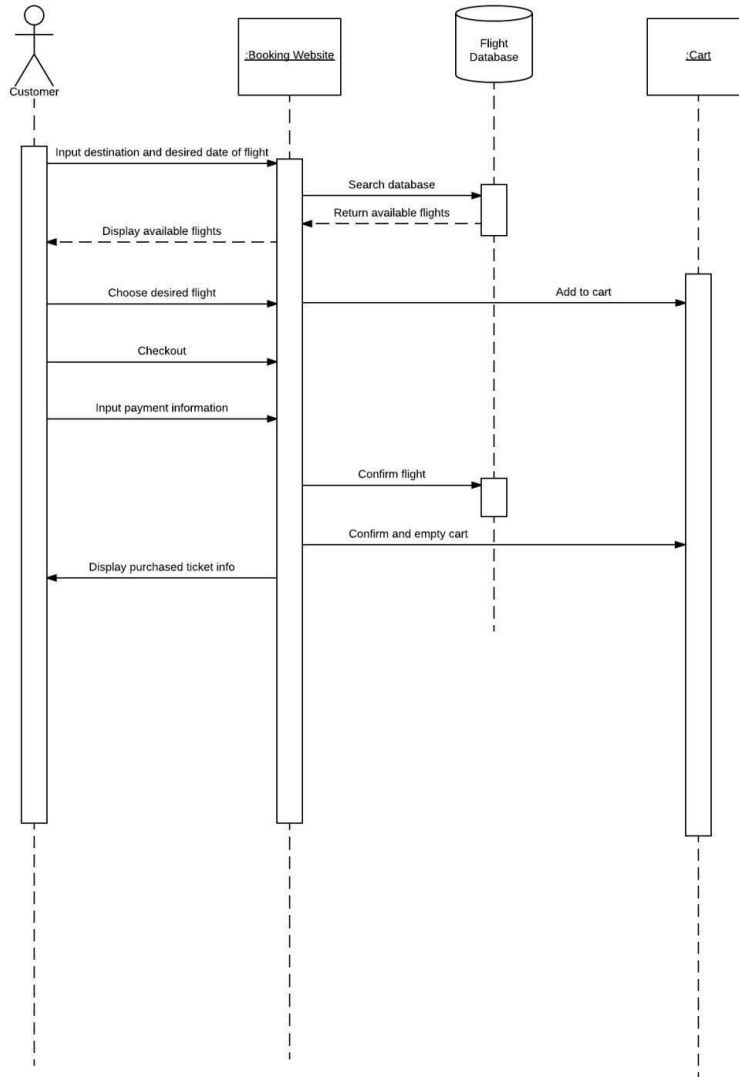 Customer
:Booking Website
Flight
Database
:Cart
Input destination and desired date of flight
Search database
Return available flights
Display available flights
Choose desired flight
Add to cart
Checkout
Input payment information
Confirm flight
Confirm and empty cart
Display purchased ticket info